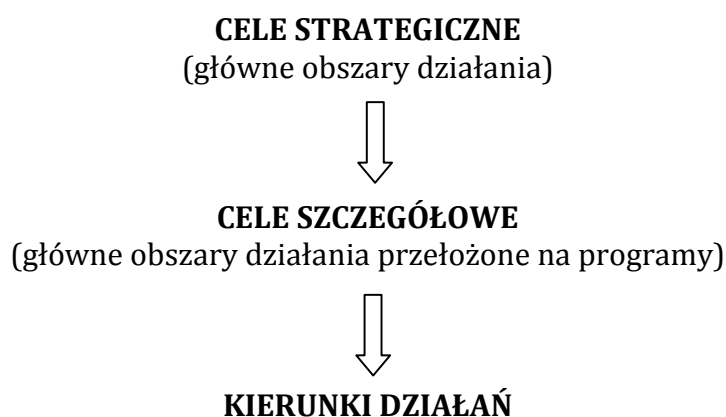 CELE STRATEGICZNE
(główne obszary działania)
CELE SZCZEGÓŁOWE
(główne obszary działania przełożone na programy)
KIERUNKI DZIAŁAŃ